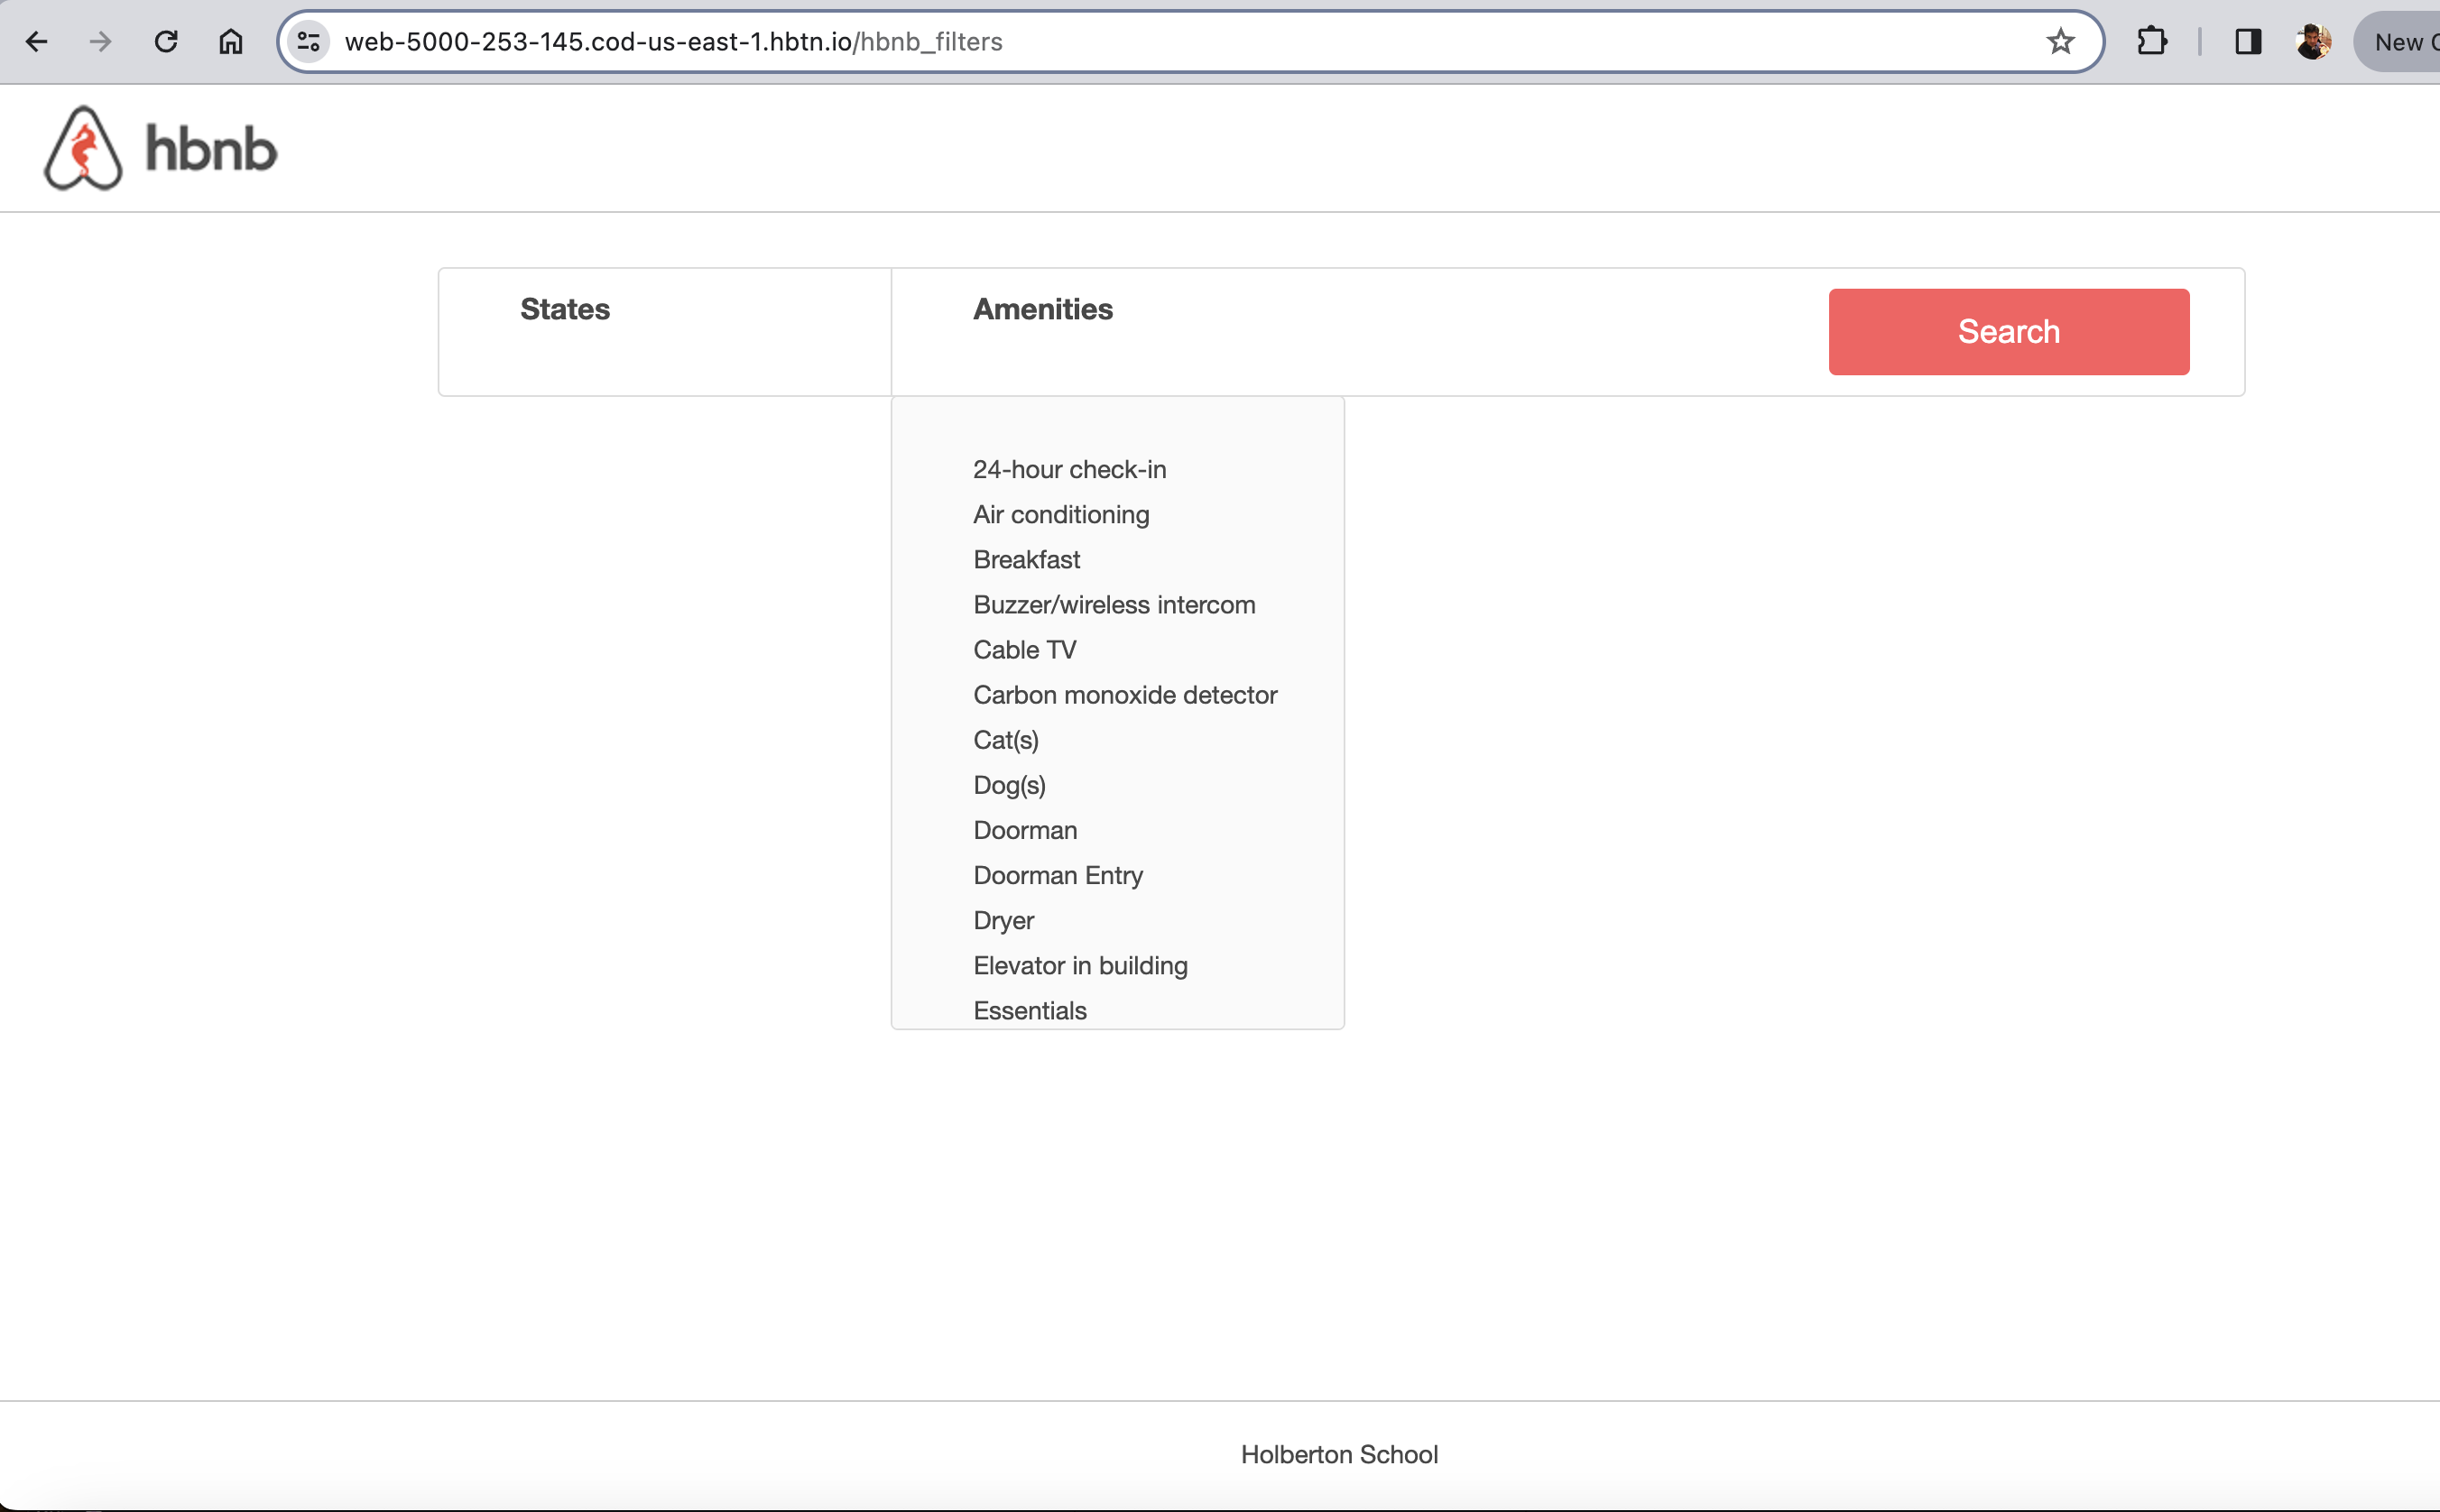 web-5000-253-145.cod-us-east-1.hbtn.io/hbnb_filters
New
hbnb
States
Amenities
Search
24-hour check-in
Air conditioning
Breakfast
Buzzer/wireless intercom
Cable TV
Carbon monoxide detector
Cat(s)
Dog(s)
Doorman
Doorman Entry
Dryer
Elevator in building
Essentials
Holberton School